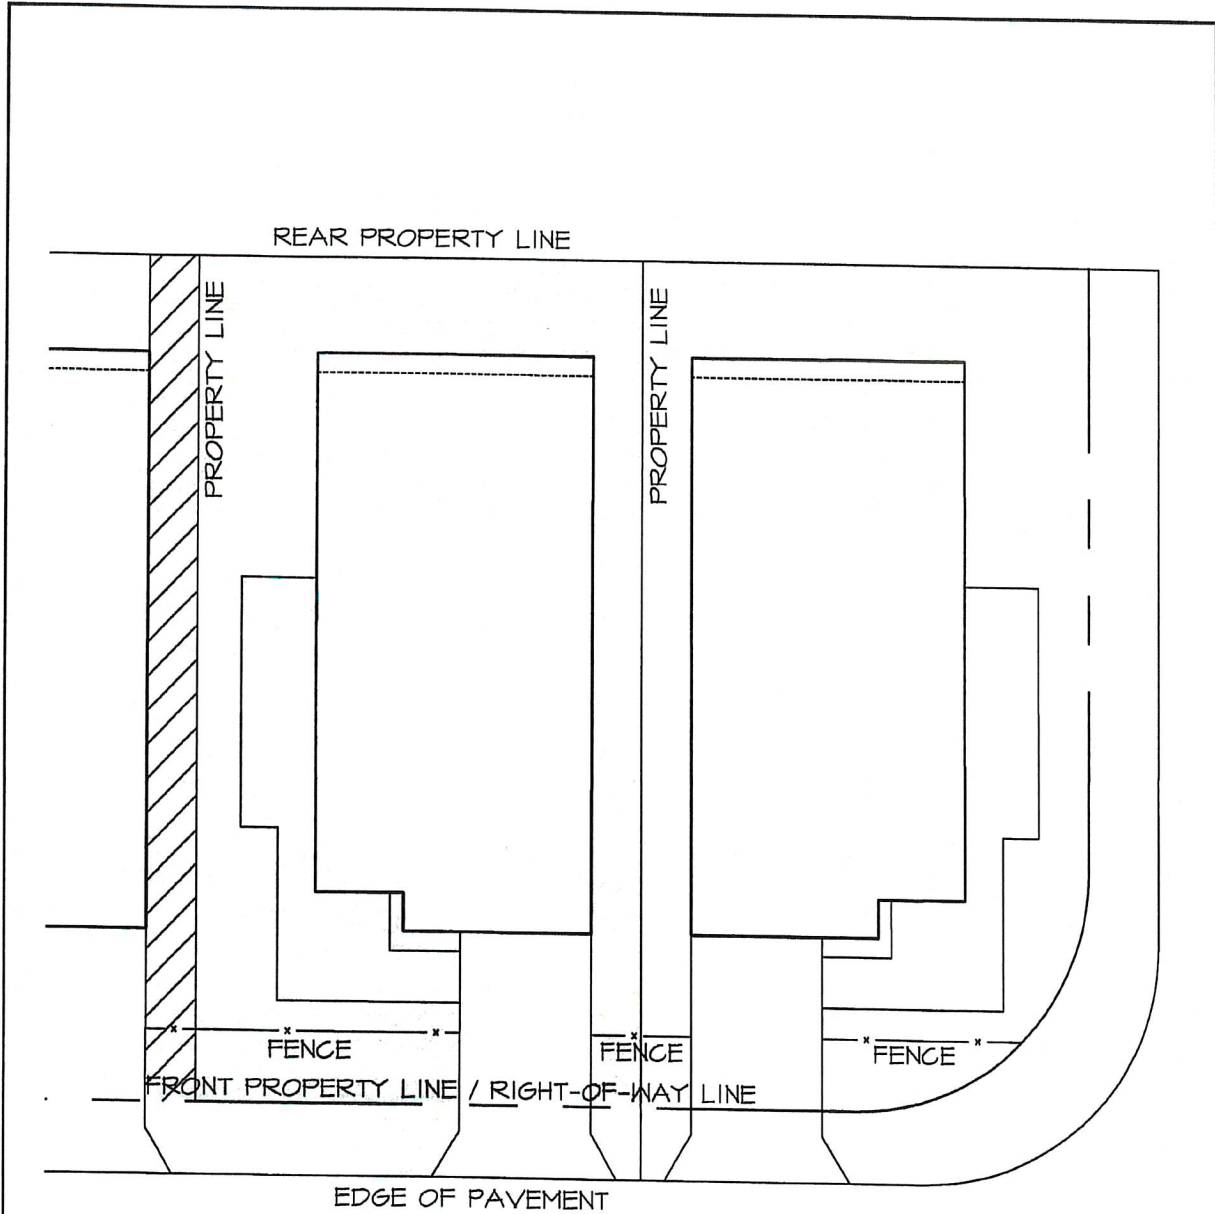 REAR PROPERTY LINE
PROPERTY LINE
PROPERTY LINE
FENCE
FENCE
FENCE
FRONT PROPERTY LINE / RIGHT-OF-WAY LINE
EDGE OF PAVEMENT